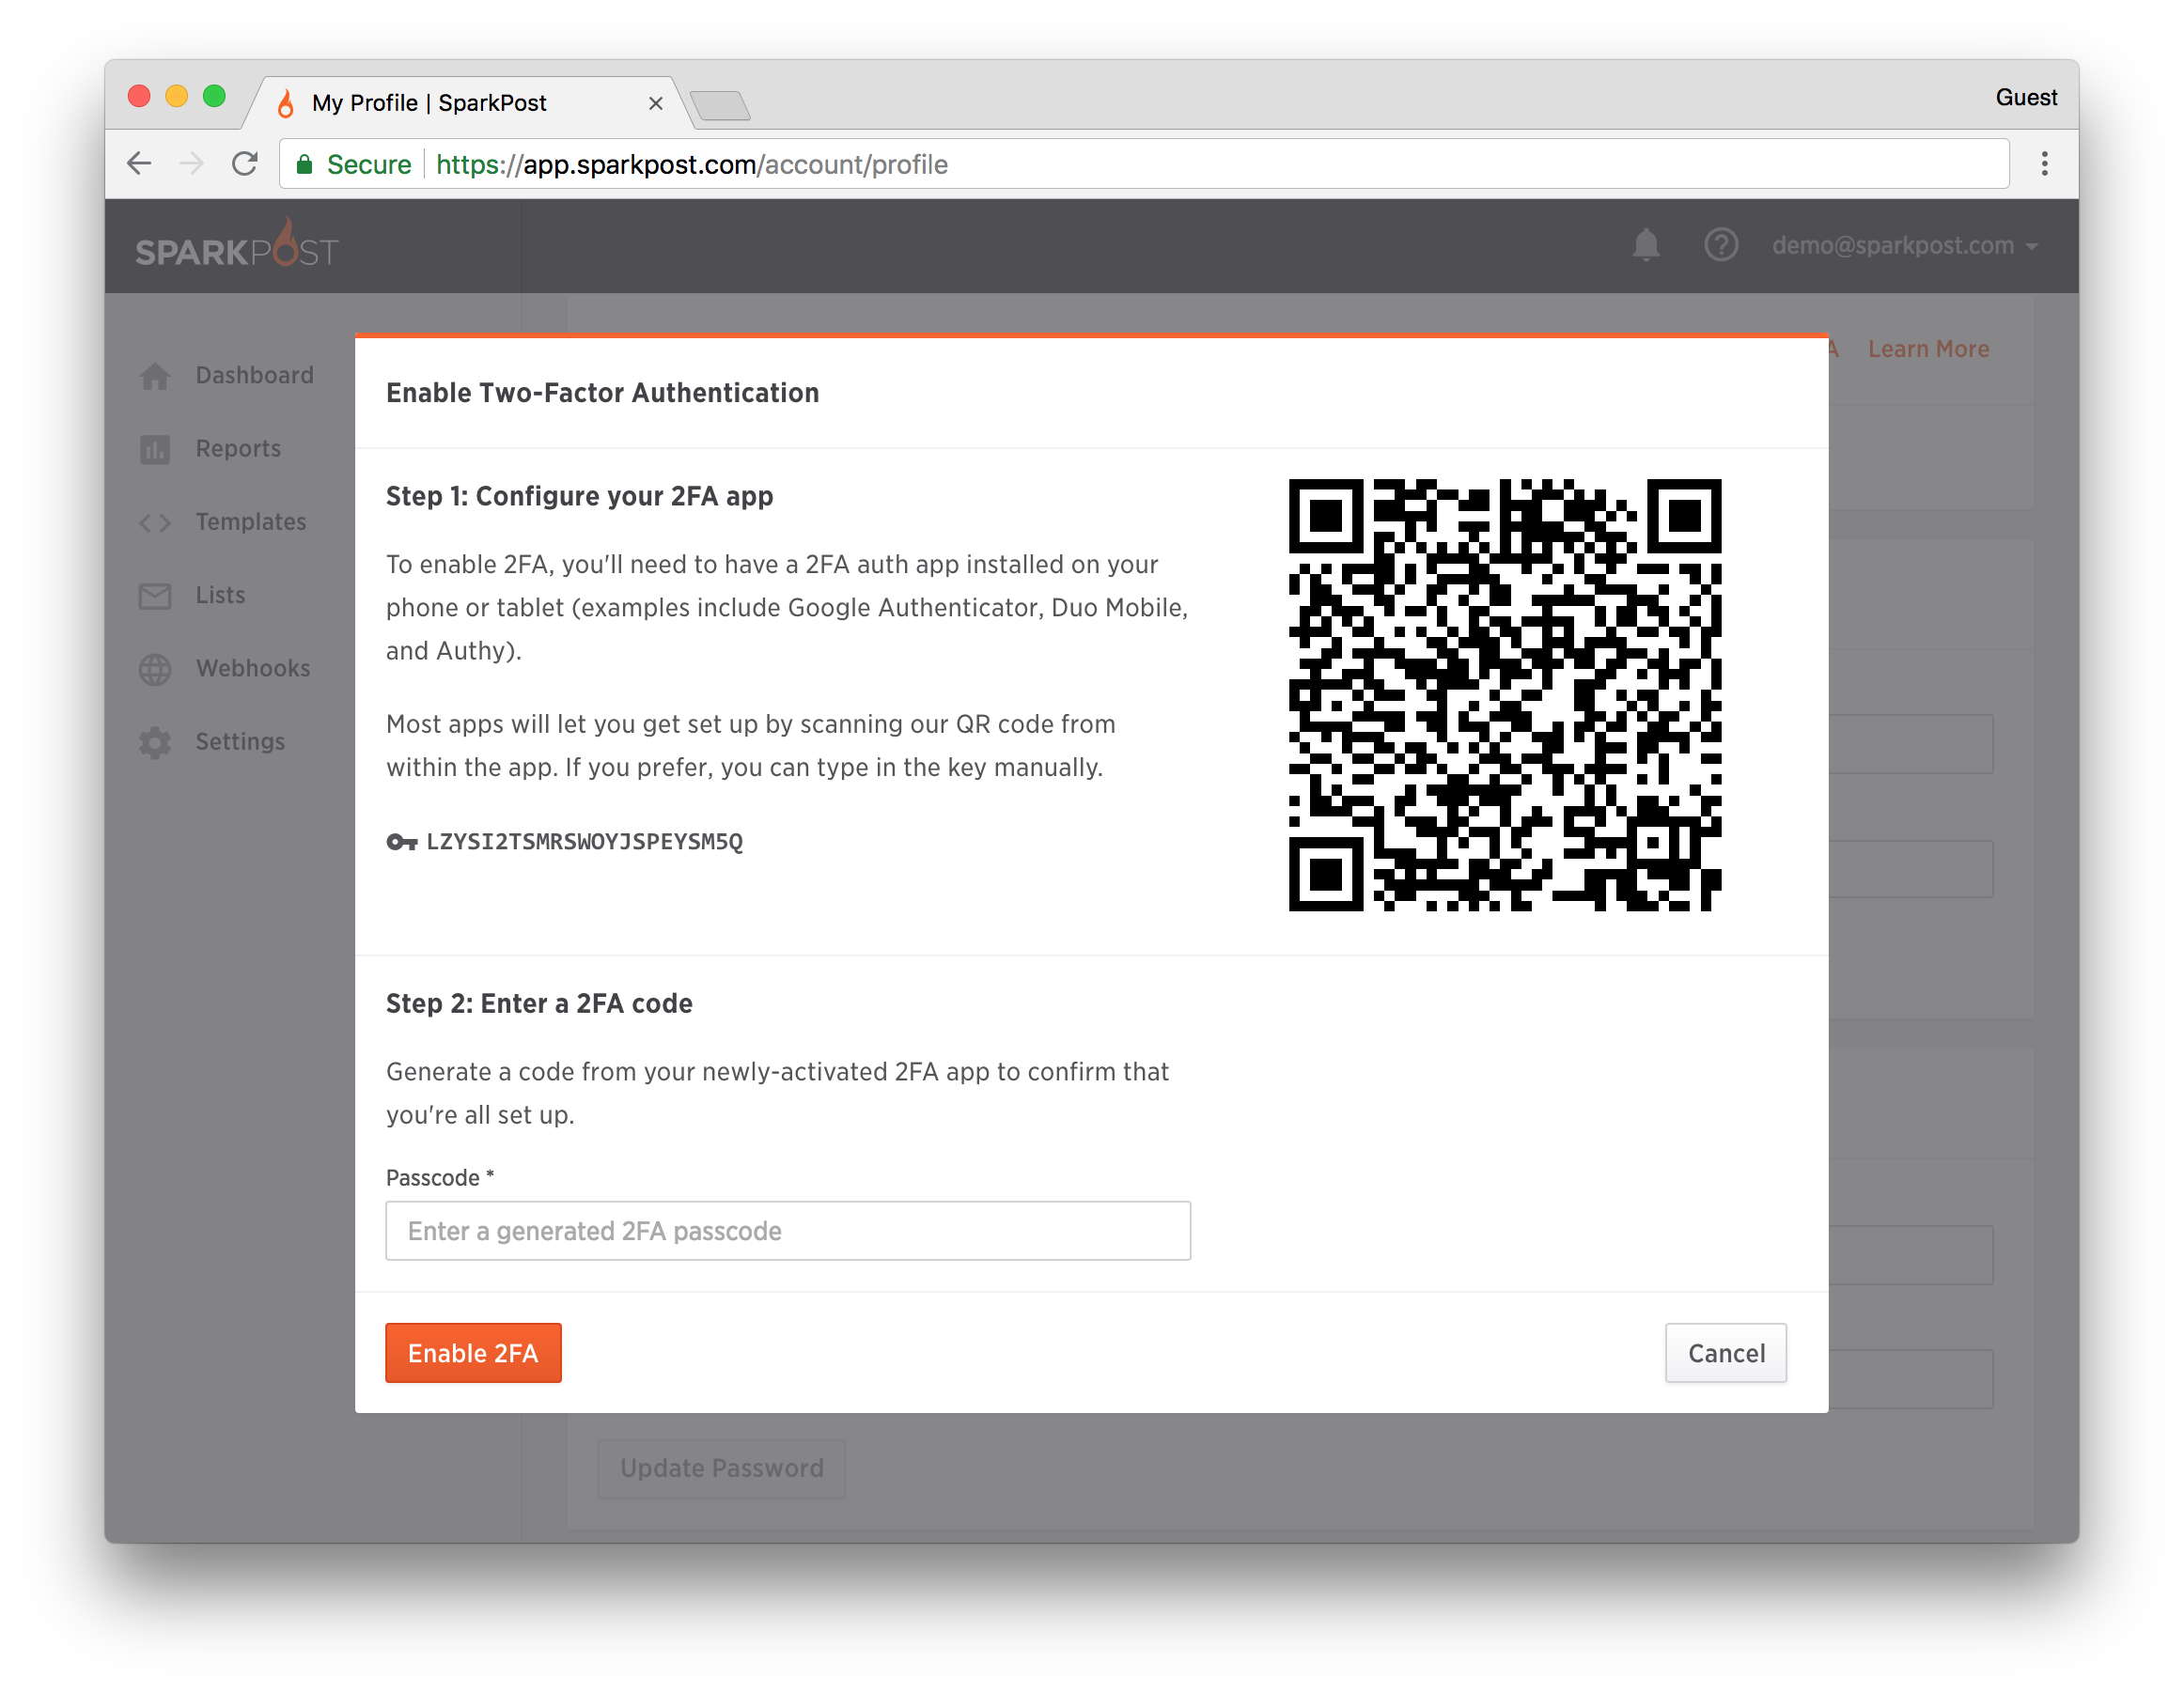 My Profile | SparkPost
Guest
Secure
https://app.sparkpost.com/account/profile
SPARKPOST
demo@sparkpost.com
Learn More
Dashboard
Reports
Templates
Lists
Webhooks
Settings
Enable Two-Factor Authentication
Step 1: Configure your 2FA app
To enable 2FA, you'll need to have a 2FA auth app installed on your
phone or tablet (examples include Google Authenticator, Duo Mobile,
and Authy).
Most apps will let you get set up by scanning our QR code from
within the app. If you prefer, you can type in the key manually.
LZYSI2TSMRSWOYJSPEYSM5Q
Step 2: Enter a 2FA code
Generate a code from your newly-activated 2FA app to confirm that
you're all set up.
Passcode *
Enter a generated 2FA passcode
Enable 2FA
Cancel
Update Password